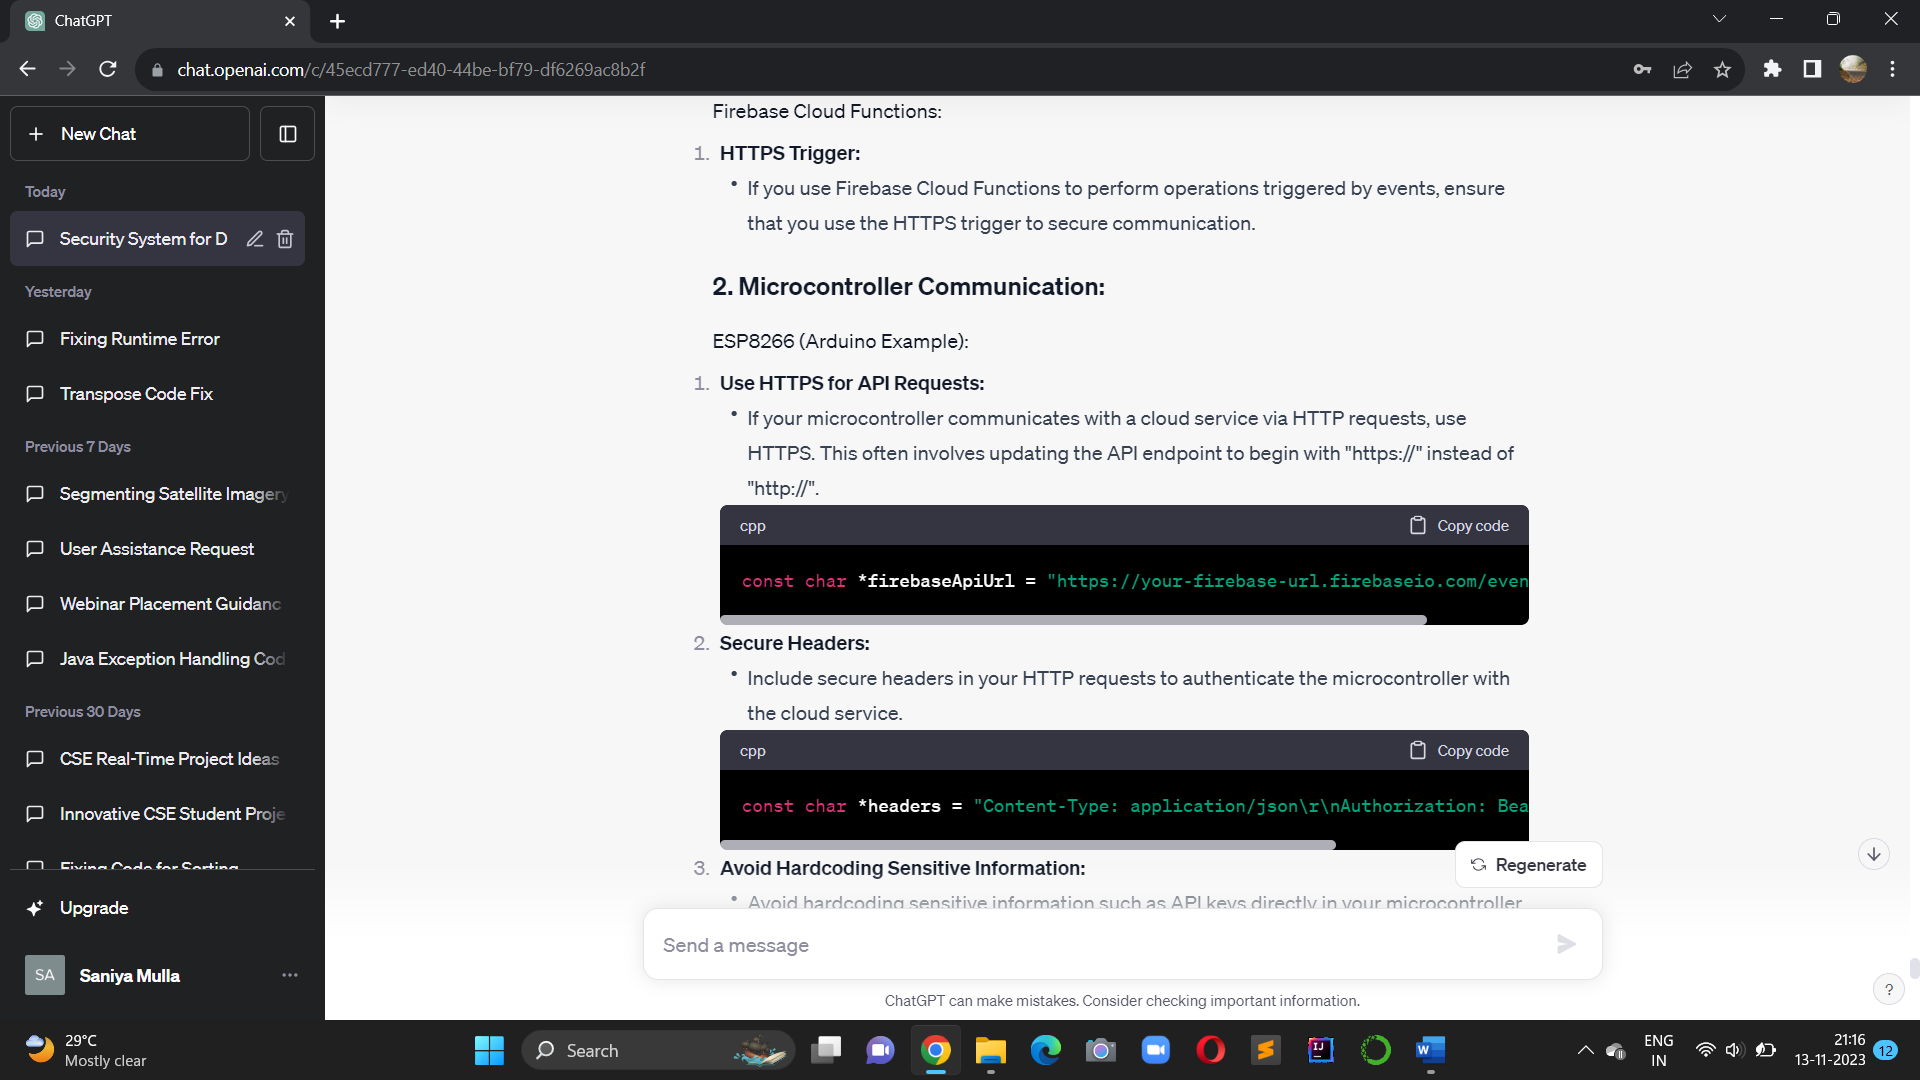 ChatGPT
chat.openai.com/c/45ecd777-ed40-44be-bf79-df6269ac8b2f
New Chat
Today
Security System for D
Yesterday
Fixing Runtime Error
Transpose Code Fix
Previous 7 Days
Segmenting Satellite Imagery
User Assistance Request
Webinar Placement Guidanc
Java Exception Handling Cod
Previous 30 Days
CSE Real-Time Project Ideas
Innovative CSE Student Proje
Fixing Code for Sorting
Upgrade
SA
Saniya Mulla
Firebase Cloud Functions:
1. HTTPS Trigger:
• If you use Firebase Cloud Functions to perform operations triggered by events, ensure
that you use the HTTPS trigger to secure communication.
2. Microcontroller Communication:
ESP8266 (Arduino Example):
1. Use HTTPS for API Requests:
• If your microcontroller communicates with a cloud service via HTTP requests, use
HTTPS. This often involves updating the API endpoint to begin with "https://" instead of
"http://".
cpp
Copy code
const char *firebaseApiUrl = "https://your-firebase-url.firebaseio.com/even
2. Secure Headers:
• Include secure headers in your HTTP requests to authenticate the microcontroller with
the cloud service.
cpp
Copy code
const char *headers = "Content-Type: application/json\r\nAuthorization: Bea
3. Avoid Hardcoding Sensitive Information:
• Avoid hardcoding sensitive information such as API keys directly in your microcontroller
Regenerate
Send a message
ChatGPT can make mistakes. Consider checking important information.
?
29°C
Mostly clear
Search
IJ
W
ENG
IN
21:16
13-11-2023
12